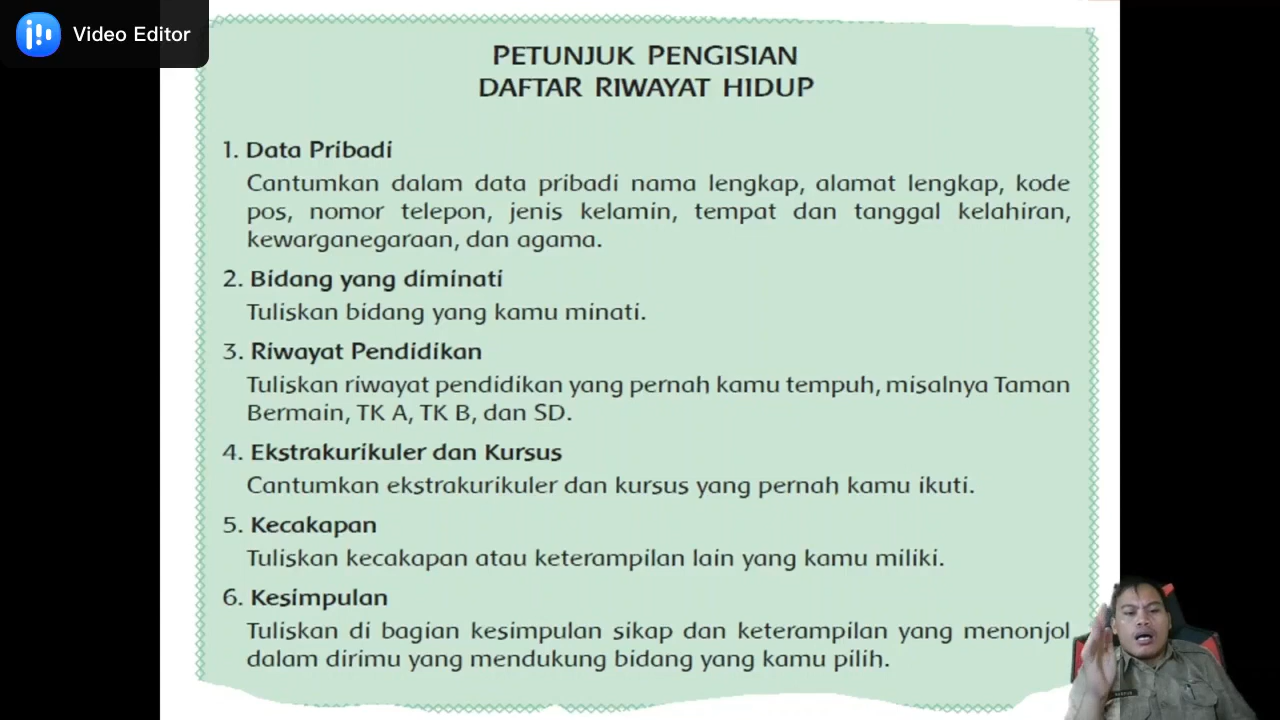 Video Editor
PETUNJUK PENGISIAN
DAFTAR RIWAYAT HIDUP
1. Data Pribadi
Cantumkan dalam data pribadi nama lengkap, alamat lengkap, kode
pos, nomor telepon, jenis kelamin, tempat dan tanggal kelahiran,
kewarganegaraan, dan agama.
2. Bidang yang diminati
Tuliskan bidang yang kamu minati.
3. Riwayat Pendidikan
Tuliskan riwayat pendidikan yang pernah kamu tempuh, misalnya Taman
Bermain, TK A, TK B, dan SD.
4. Ekstrakurikuler dan Kursus
Cantumkan ekstrakurikuler dan kursus yang pernah kamu ikuti.
5. Kecakapan
Tuliskan kecakapan atau keterampilan lain yang kamu miliki.
6. Kesimpulan
Tuliskan di bagian kesimpulan sikap dan keterampilan yang menonjol
dalam dirimu yang mendukung bidang yang kamu pilih.